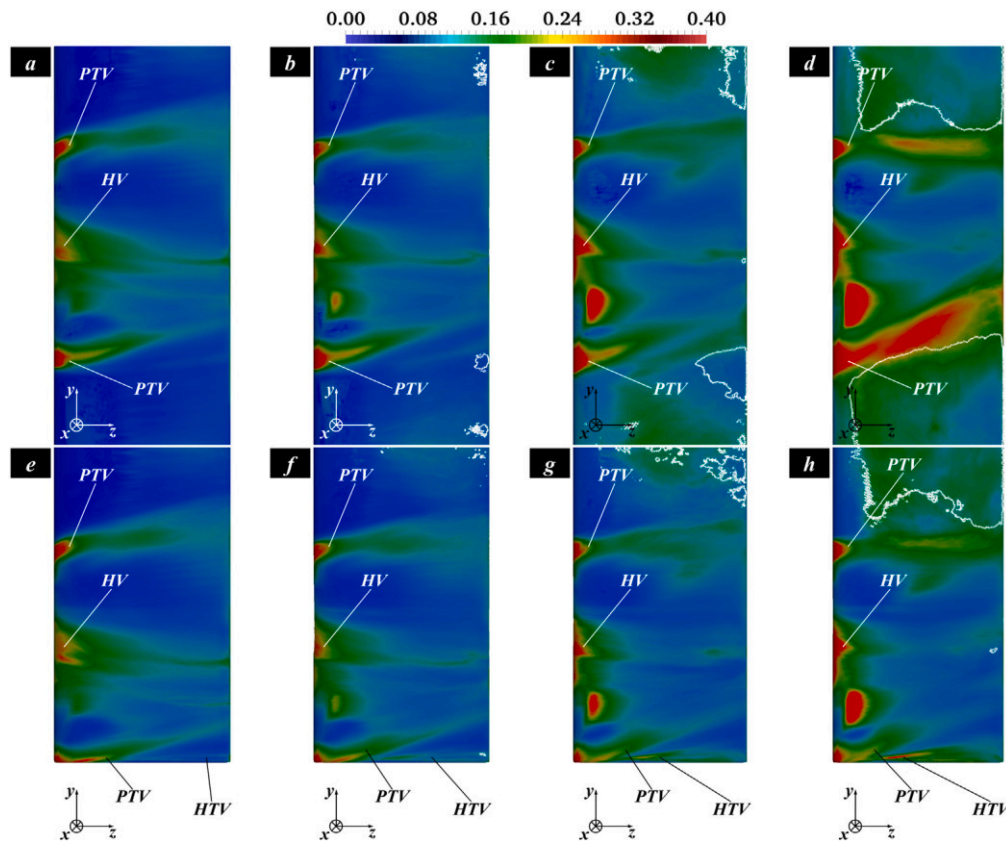 0.00 0.08 0.16 0.24 0.32 0.40
a b c d
PTV PTV PTV PTV
HV HV HV HV
PTV PTV PTV PTV
y y y y
x z x z x z x z
e f g h
PTV PTV PTV PTV
HV HV HV HV
PTV HTV PTV HTV PTV HTV PTV HTV
y y y y
x z x z x z x z